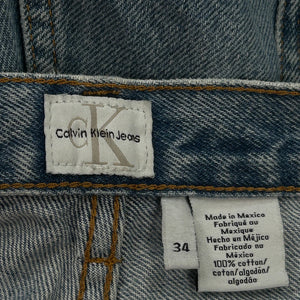 CK
Calvin Klein Jeans
34
Made in Mexico
Fabriqué au
Mexique
Hecho en Méjico
Fabricado no
México
100% cotton/
coton/algodón/
algodão